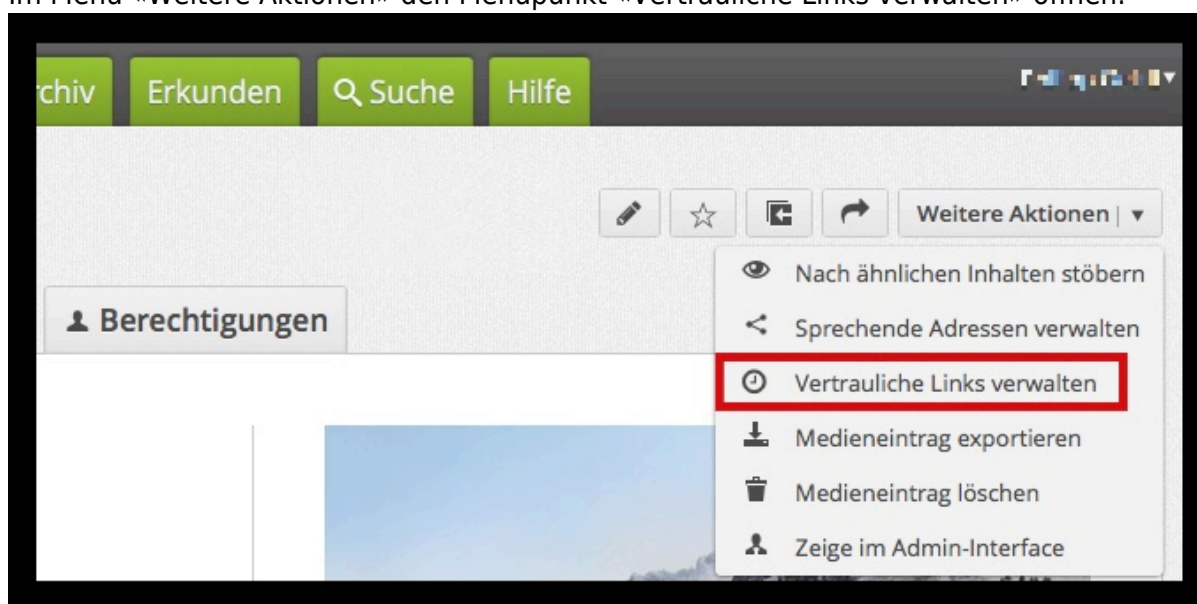 im Menü «Weitere Aktionen» den Menüpunkt «Vertrauliche Links verwalten» öffnen.
rchiv Erkunden Suche Hilfe
Weitere Aktionen
Nach ähnlichen Inhalten stöbern
Berechtigungen
Sprechende Adressen verwalten
Vertrauliche Links verwalten
Medieneintrag exportieren
Medieneintrag löschen
Zeige im Admin-Interface